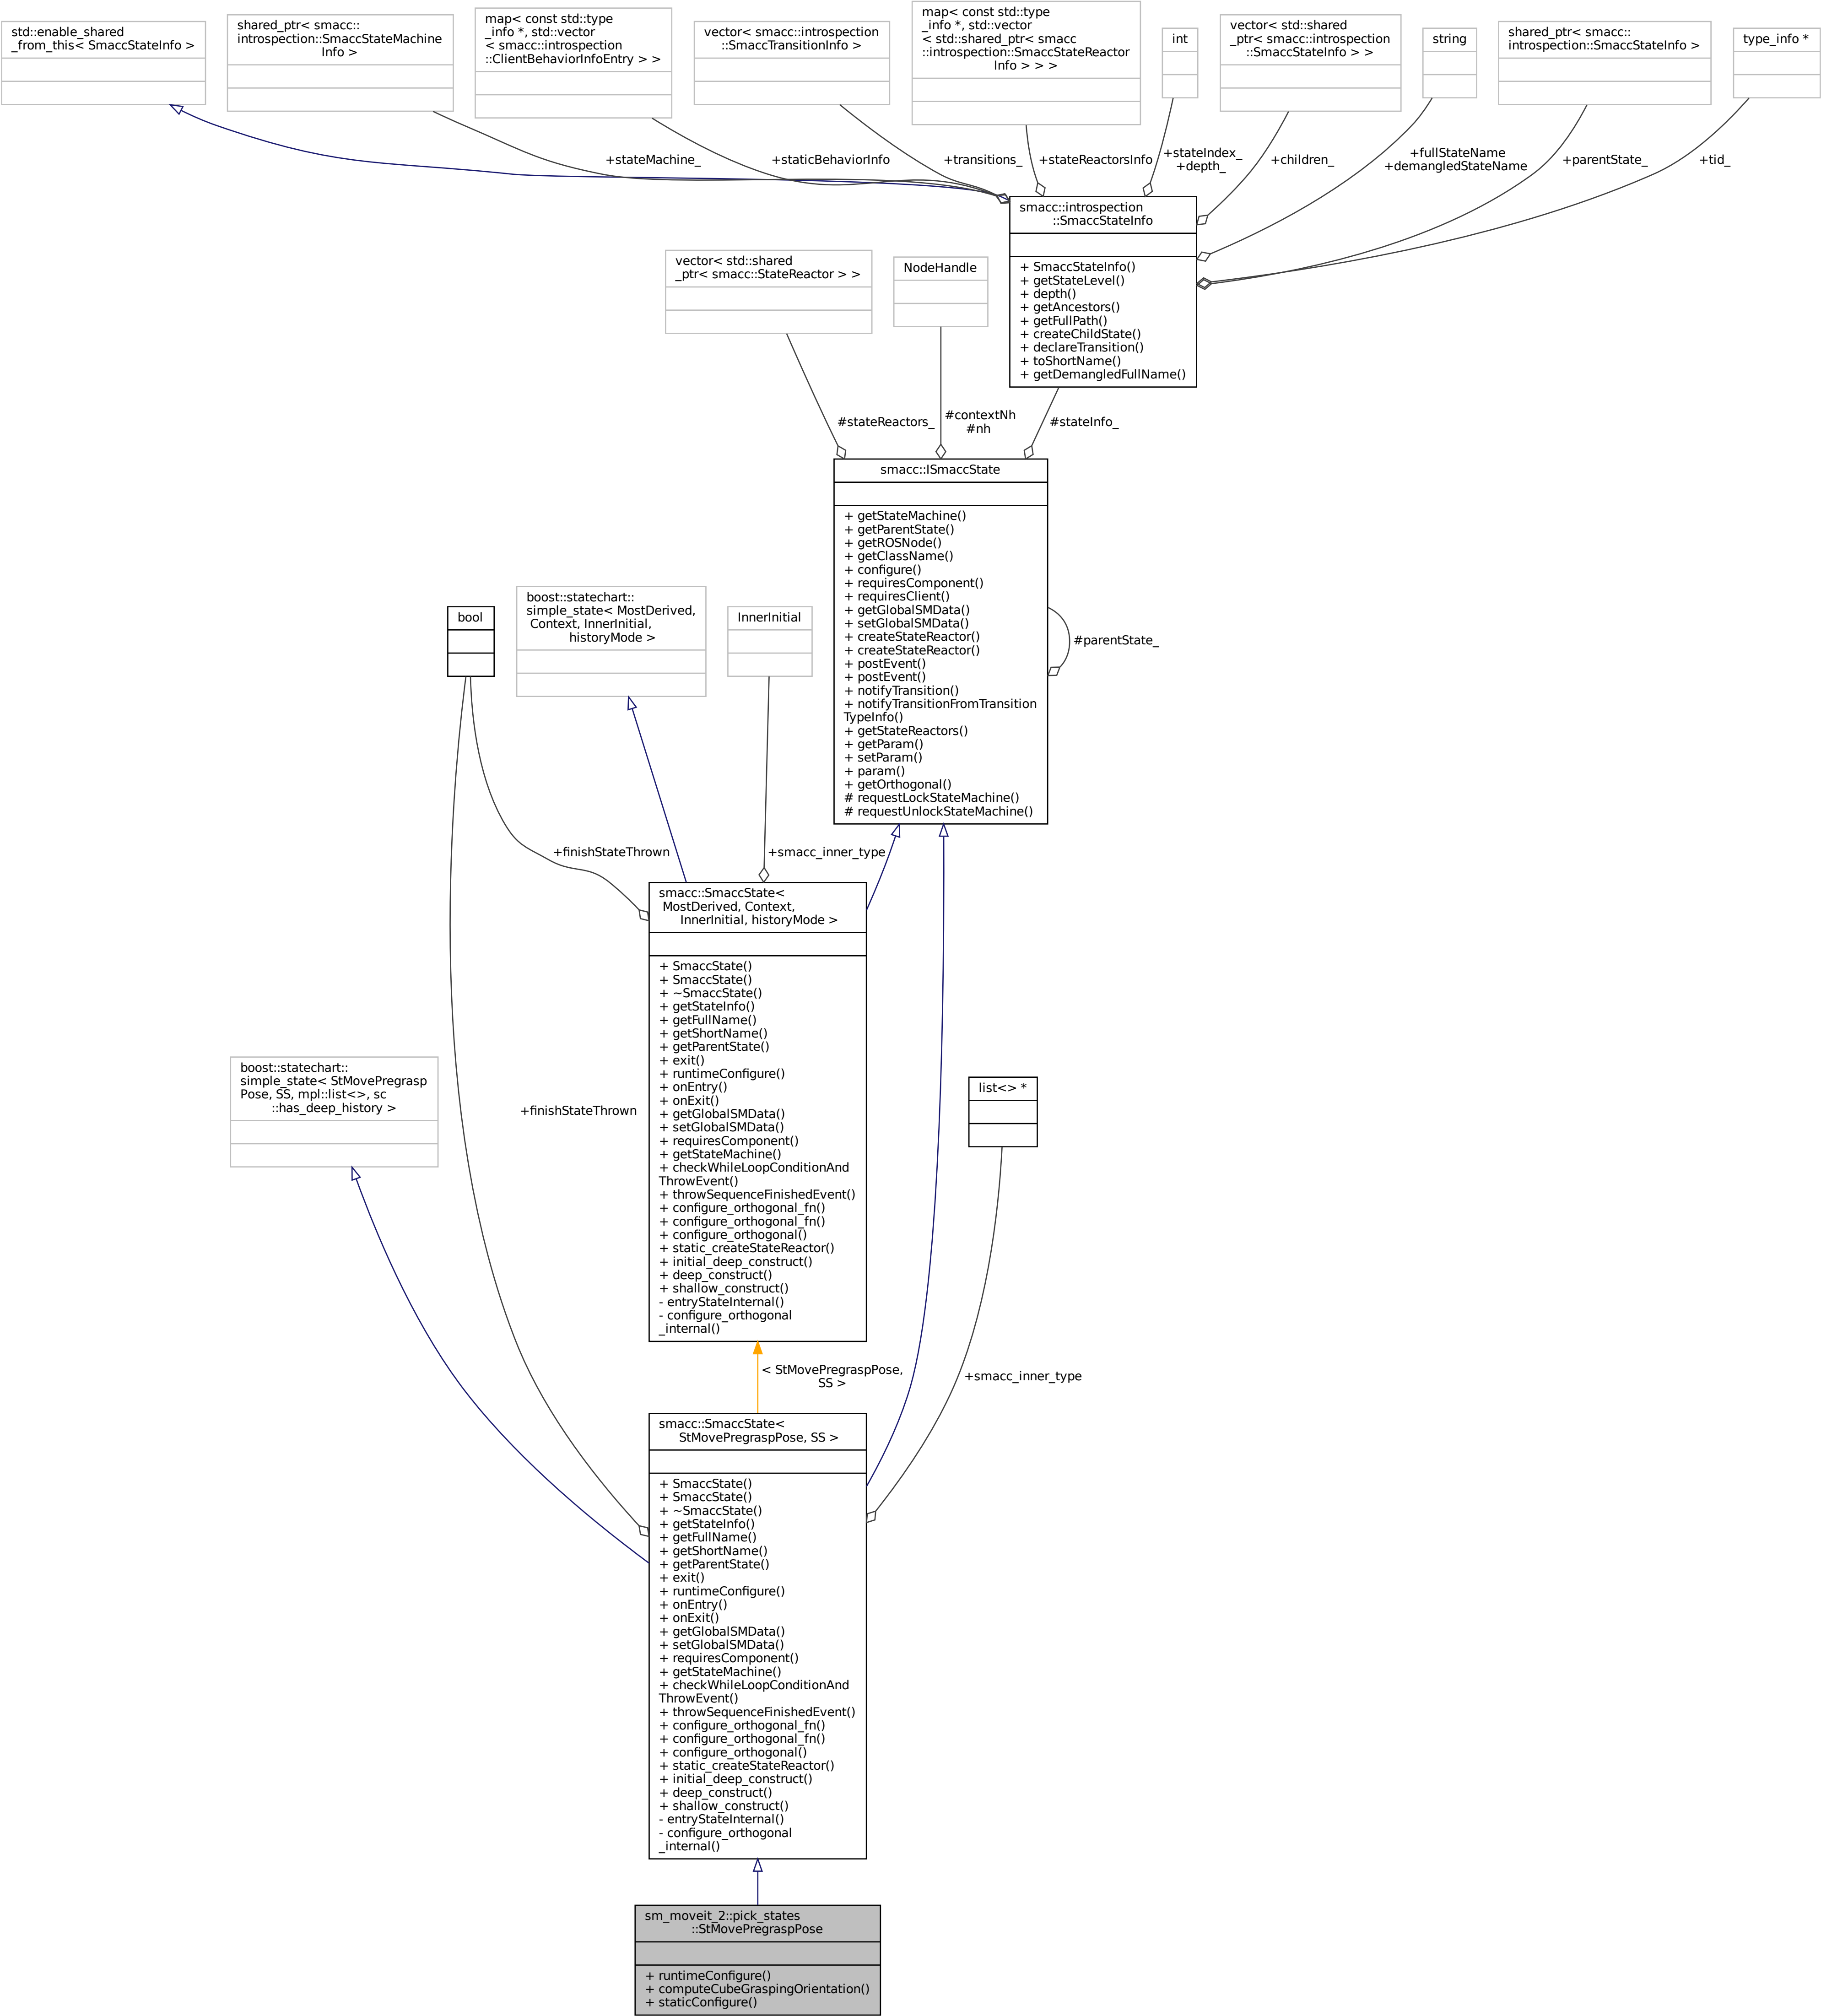 std::enable_shared
_from_this< SmaccStateInfo >
shared_ptr< smacc::
introspection::SmaccStateMachine
Info >
map< const std::type
_info *, std::vector
< smacc::introspection
::ClientBehaviorInfoEntry > >
vector< smacc::introspection
::SmaccTransitionInfo >
map< const std::type
_info *, std::vector
< std::shared_ptr< smacc
::introspection::SmaccStateReactor
Info > > >
int
vector< std::shared
_ptr< smacc::introspection
::SmaccStateInfo > >
string
shared_ptr< smacc::
introspection::SmaccStateInfo >
type_info *
+stateMachine_
+staticBehaviorInfo
+transitions_
+stateReactorsInfo
+stateIndex_
+depth_
+children_
+fullStateName
+demangledStateName
+parentState_
+tid_
smacc::introspection
::SmaccStateInfo
+ SmaccStateInfo()
+ getStateLevel()
+ depth()
+ getAncestors()
+ getFullPath()
+ createChildState()
+ declareTransition()
+ toShortName()
+ getDemangledFullName()
vector< std::shared
_ptr< smacc::StateReactor > >
NodeHandle
#stateReactors_
#contextNh
#nh
#stateInfo_
smacc::ISmaccState
+ getStateMachine()
+ getParentState()
+ getROSNode()
+ getClassName()
+ configure()
+ requiresComponent()
+ requiresClient()
+ getGlobalSMData()
+ setGlobalSMData()
+ createStateReactor()
+ createStateReactor()
+ postEvent()
+ postEvent()
+ notifyTransition()
+ notifyTransitionFromTransition
TypeInfo()
+ getStateReactors()
+ getParam()
+ setParam()
+ param()
+ getOrthogonal()
# requestLockStateMachine()
# requestUnlockStateMachine()
#parentState_
bool
boost::statechart::
simple_state< MostDerived,
Context, InnerInitial,
historyMode >
InnerInitial
+finishStateThrown
+smacc_inner_type
smacc::SmaccState<
MostDerived, Context,
InnerInitial, historyMode >
+ SmaccState()
+ SmaccState()
+ ~SmaccState()
+ getStateInfo()
+ getFullName()
+ getShortName()
+ getParentState()
+ exit()
+ runtimeConfigure()
+ onEntry()
+ onExit()
+ getGlobalSMData()
+ setGlobalSMData()
+ requiresComponent()
+ getStateMachine()
+ checkWhileLoopConditionAnd
ThrowEvent()
+ throwSequenceFinishedEvent()
+ configure_orthogonal_fn()
+ configure_orthogonal_fn()
+ configure_orthogonal()
+ static_createStateReactor()
+ initial_deep_construct()
+ deep_construct()
+ shallow_construct()
- entryStateInternal()
- configure_orthogonal
_internal()
boost::statechart::
simple_state< StMovePregrasp
Pose, SS, mpl::list<>, sc
::has_deep_history >
+finishStateThrown
list<> *
< StMovePregraspPose,
SS >
+smacc_inner_type
smacc::SmaccState<
StMovePregraspPose, SS >
+ SmaccState()
+ SmaccState()
+ ~SmaccState()
+ getStateInfo()
+ getFullName()
+ getShortName()
+ getParentState()
+ exit()
+ runtimeConfigure()
+ onEntry()
+ onExit()
+ getGlobalSMData()
+ setGlobalSMData()
+ requiresComponent()
+ getStateMachine()
+ checkWhileLoopConditionAnd
ThrowEvent()
+ throwSequenceFinishedEvent()
+ configure_orthogonal_fn()
+ configure_orthogonal_fn()
+ configure_orthogonal()
+ static_createStateReactor()
+ initial_deep_construct()
+ deep_construct()
+ shallow_construct()
- entryStateInternal()
- configure_orthogonal
_internal()
sm_moveit_2::pick_states
::StMovePregraspPose
+ runtimeConfigure()
+ computeCubeGraspingOrientation()
+ staticConfigure()